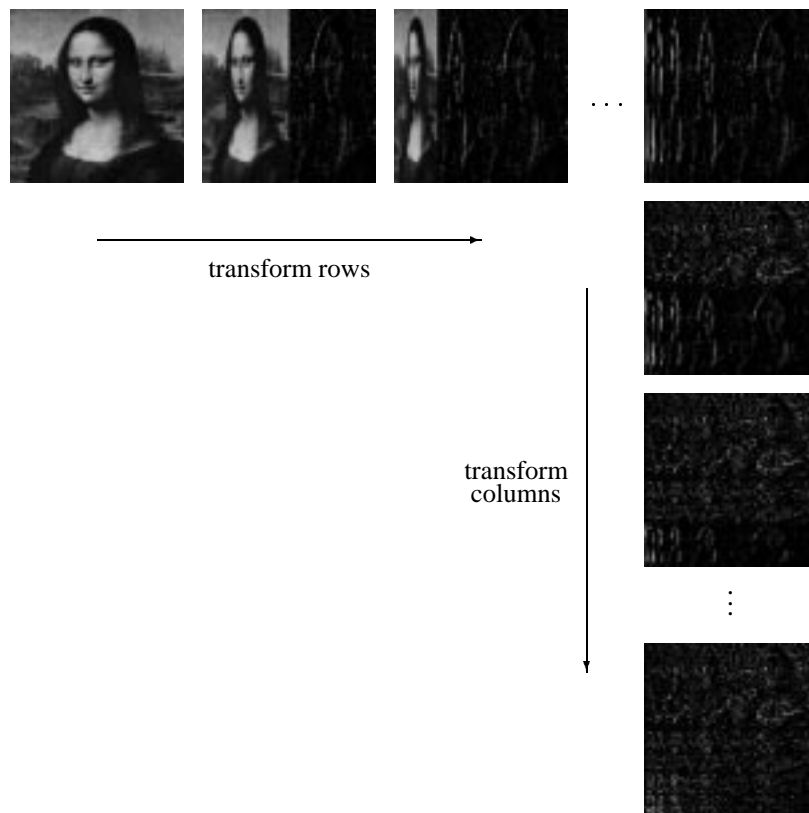 . . .
transform rows
transform
columns